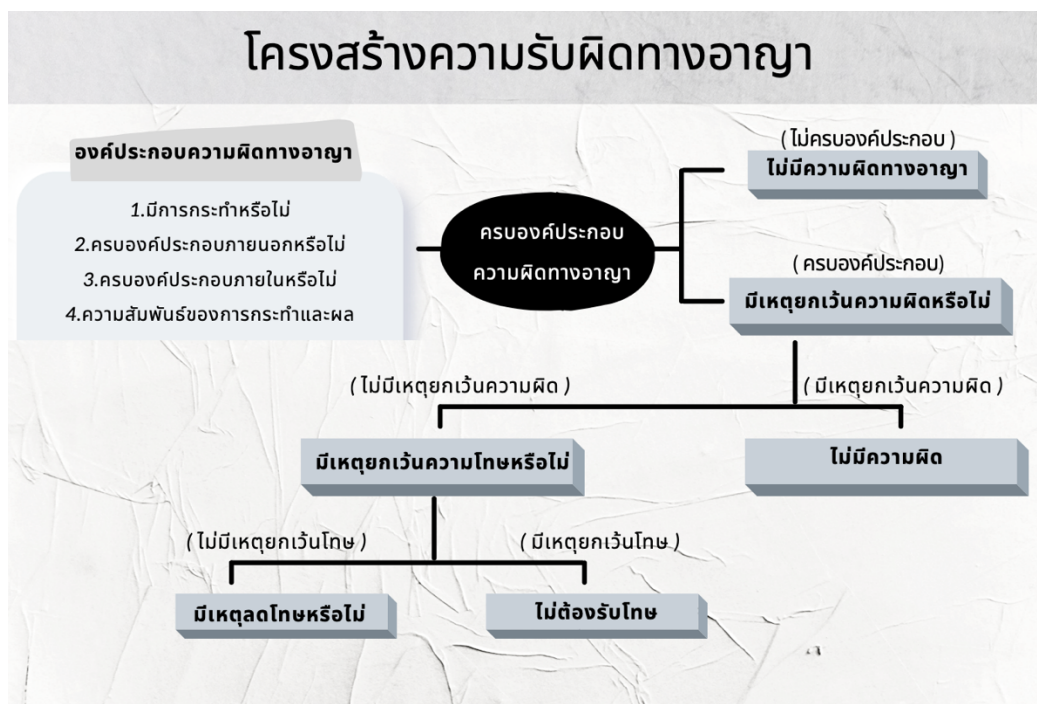 โครงสร้างความรับผิดทางอาญา
องค์ประกอบความผิดทางอาญา
1.มีการกระทำหรือไม่
2.ครบองค์ประกอบภายนอกหรือไม่
3.ครบองค์ประกอบภายในหรือไม่
4.ความสัมพันธ์ของการกระทำและผล
ครบองค์ประกอบ
ความผิดทางอาญา
( ไม่ครบองค์ประกอบ )
ไม่มีความผิดทางอาญา
( ครบองค์ประกอบ)
มีเหตุยกเว้นความผิดหรือไม่
( ไม่มีเหตุยกเว้นความผิด )
( มีเหตุยกเว้นความผิด )
มีเหตุยกเว้นความโทษหรือไม่
ไม่มีความผิด
( ไม่มีเหตุยกเว้นโทษ )
( มีเหตุยกเว้นโทษ )
มีเหตุลดโทษหรือไม่
ไม่ต้องรับโทษ